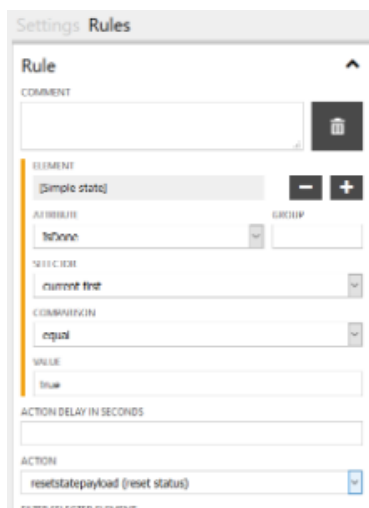 Settings Rules
Rule
COMMENT
ELEMENT
[Simple state]
ATTRIBUTE GROUP
IsDone
SELECTOR
current first
COMPARISON
equal
VALUE
true
ACTION DELAY IN SECONDS
ACTION
resetstatepayload (reset status)